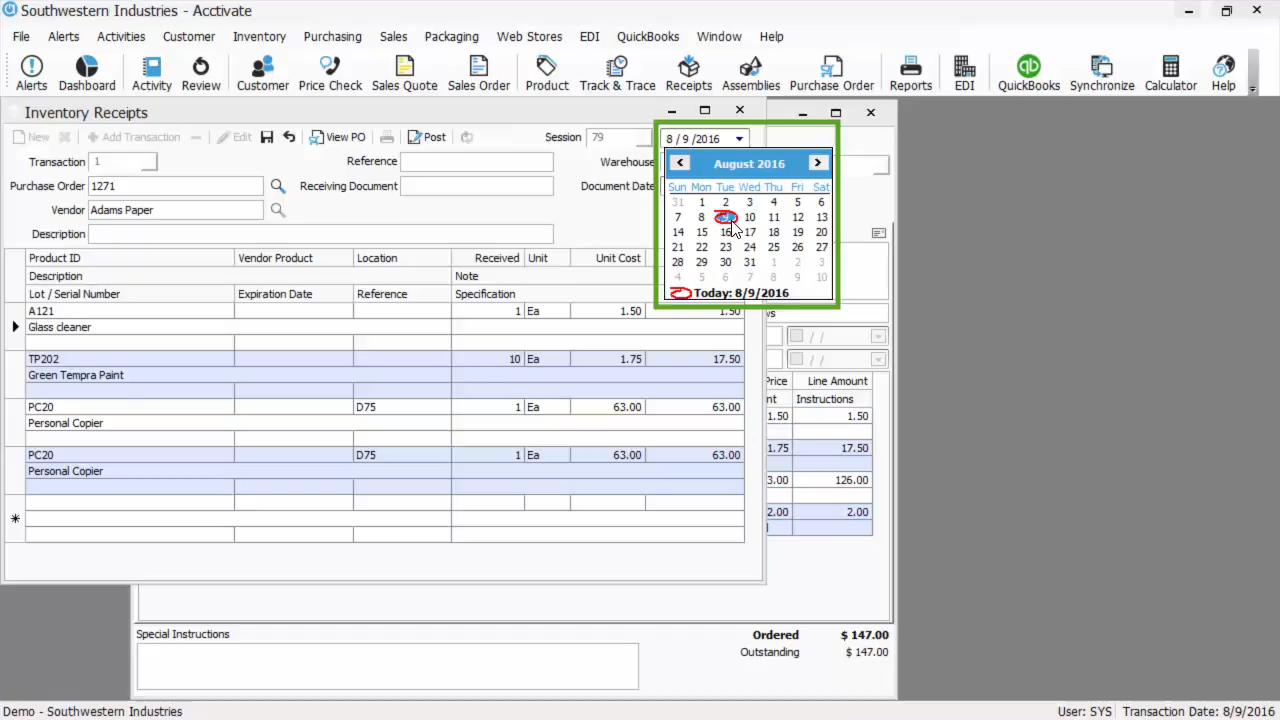 Southwestern Industries - Acctivate
File Alerts Activities Customer Inventory Purchasing Sales Packaging Web Stores EDI QuickBooks Window Help
Alerts Dashboard Activity Review Customer Price Check Sales Quote Sales Order Product Track & Trace Receipts Assemblies Purchase Order Reports EDI QuickBooks Synchronize Calculator Help
qb
Inventory Receipts
New Add Transaction Edit View PO Post Session 79 8 / 9 /2016
Transaction 1 Reference Warehouse
Purchase Order 1271 Receiving Document Document Date
Vendor Adams Paper
Description
August 2016
Sun Mon Tue Wed Thu Fri Sat
31 1 2 3 4 5 6
7 8 9 10 11 12 13
14 15 16 17 18 19 20
21 22 23 24 25 26 27
28 29 30 31 1 2 3
4 5 6 7 8 9 10
Today: 8/9/2016
Product ID Vendor Product Location Received Unit Unit Cost
Description Note
Lot / Serial Number Expiration Date Reference Specification
A121 1 Ea 1.50 1.50
Glass cleaner
TP202 10 Ea 1.75 17.50
Green Tempra Paint
PC20 D75 1 Ea 63.00 63.00
Personal Copier
PC20 D75 1 Ea 63.00 63.00
Personal Copier
/ /
/ /
Price Line Amount
Instructions
1.50 1.50
1.75 17.50
3.00 126.00
2.00 2.00
Special Instructions
Ordered $ 147.00
Outstanding $ 147.00
Demo - Southwestern Industries User: SYS Transaction Date: 8/9/2016